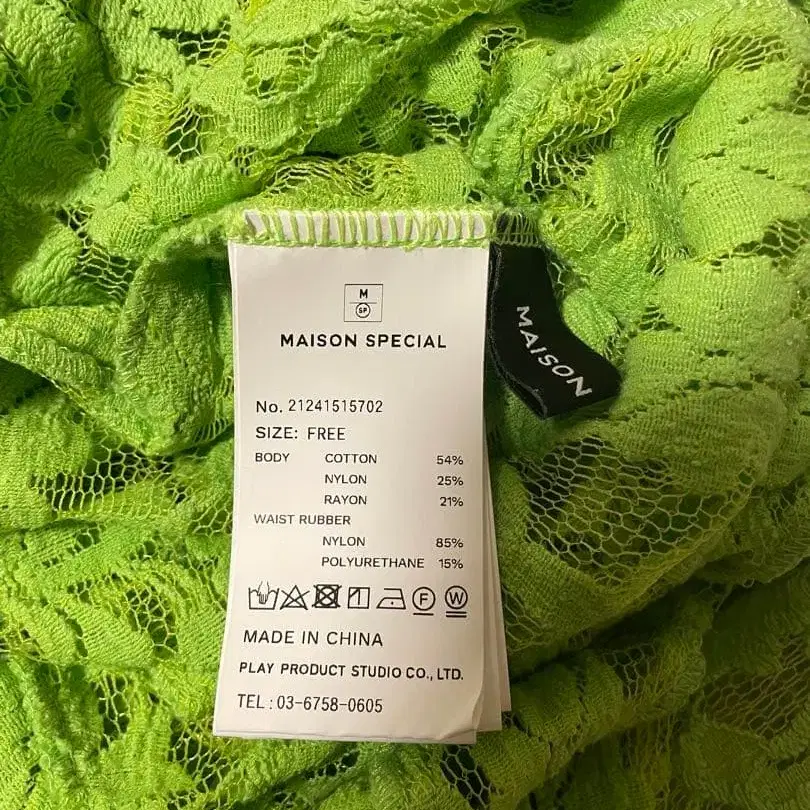 M
SP
MAISON SPECIAL
No. 21241515702
SIZE: FREE
BODY COTTON 54%
NYLON 25%
RAYON 21%
WAIST RUBBER
NYLON 85%
POLYURETHANE 15%
F W
MADE IN CHINA
PLAY PRODUCT STUDIO CO., LTD.
TEL : 03-6758-0605
MAISON